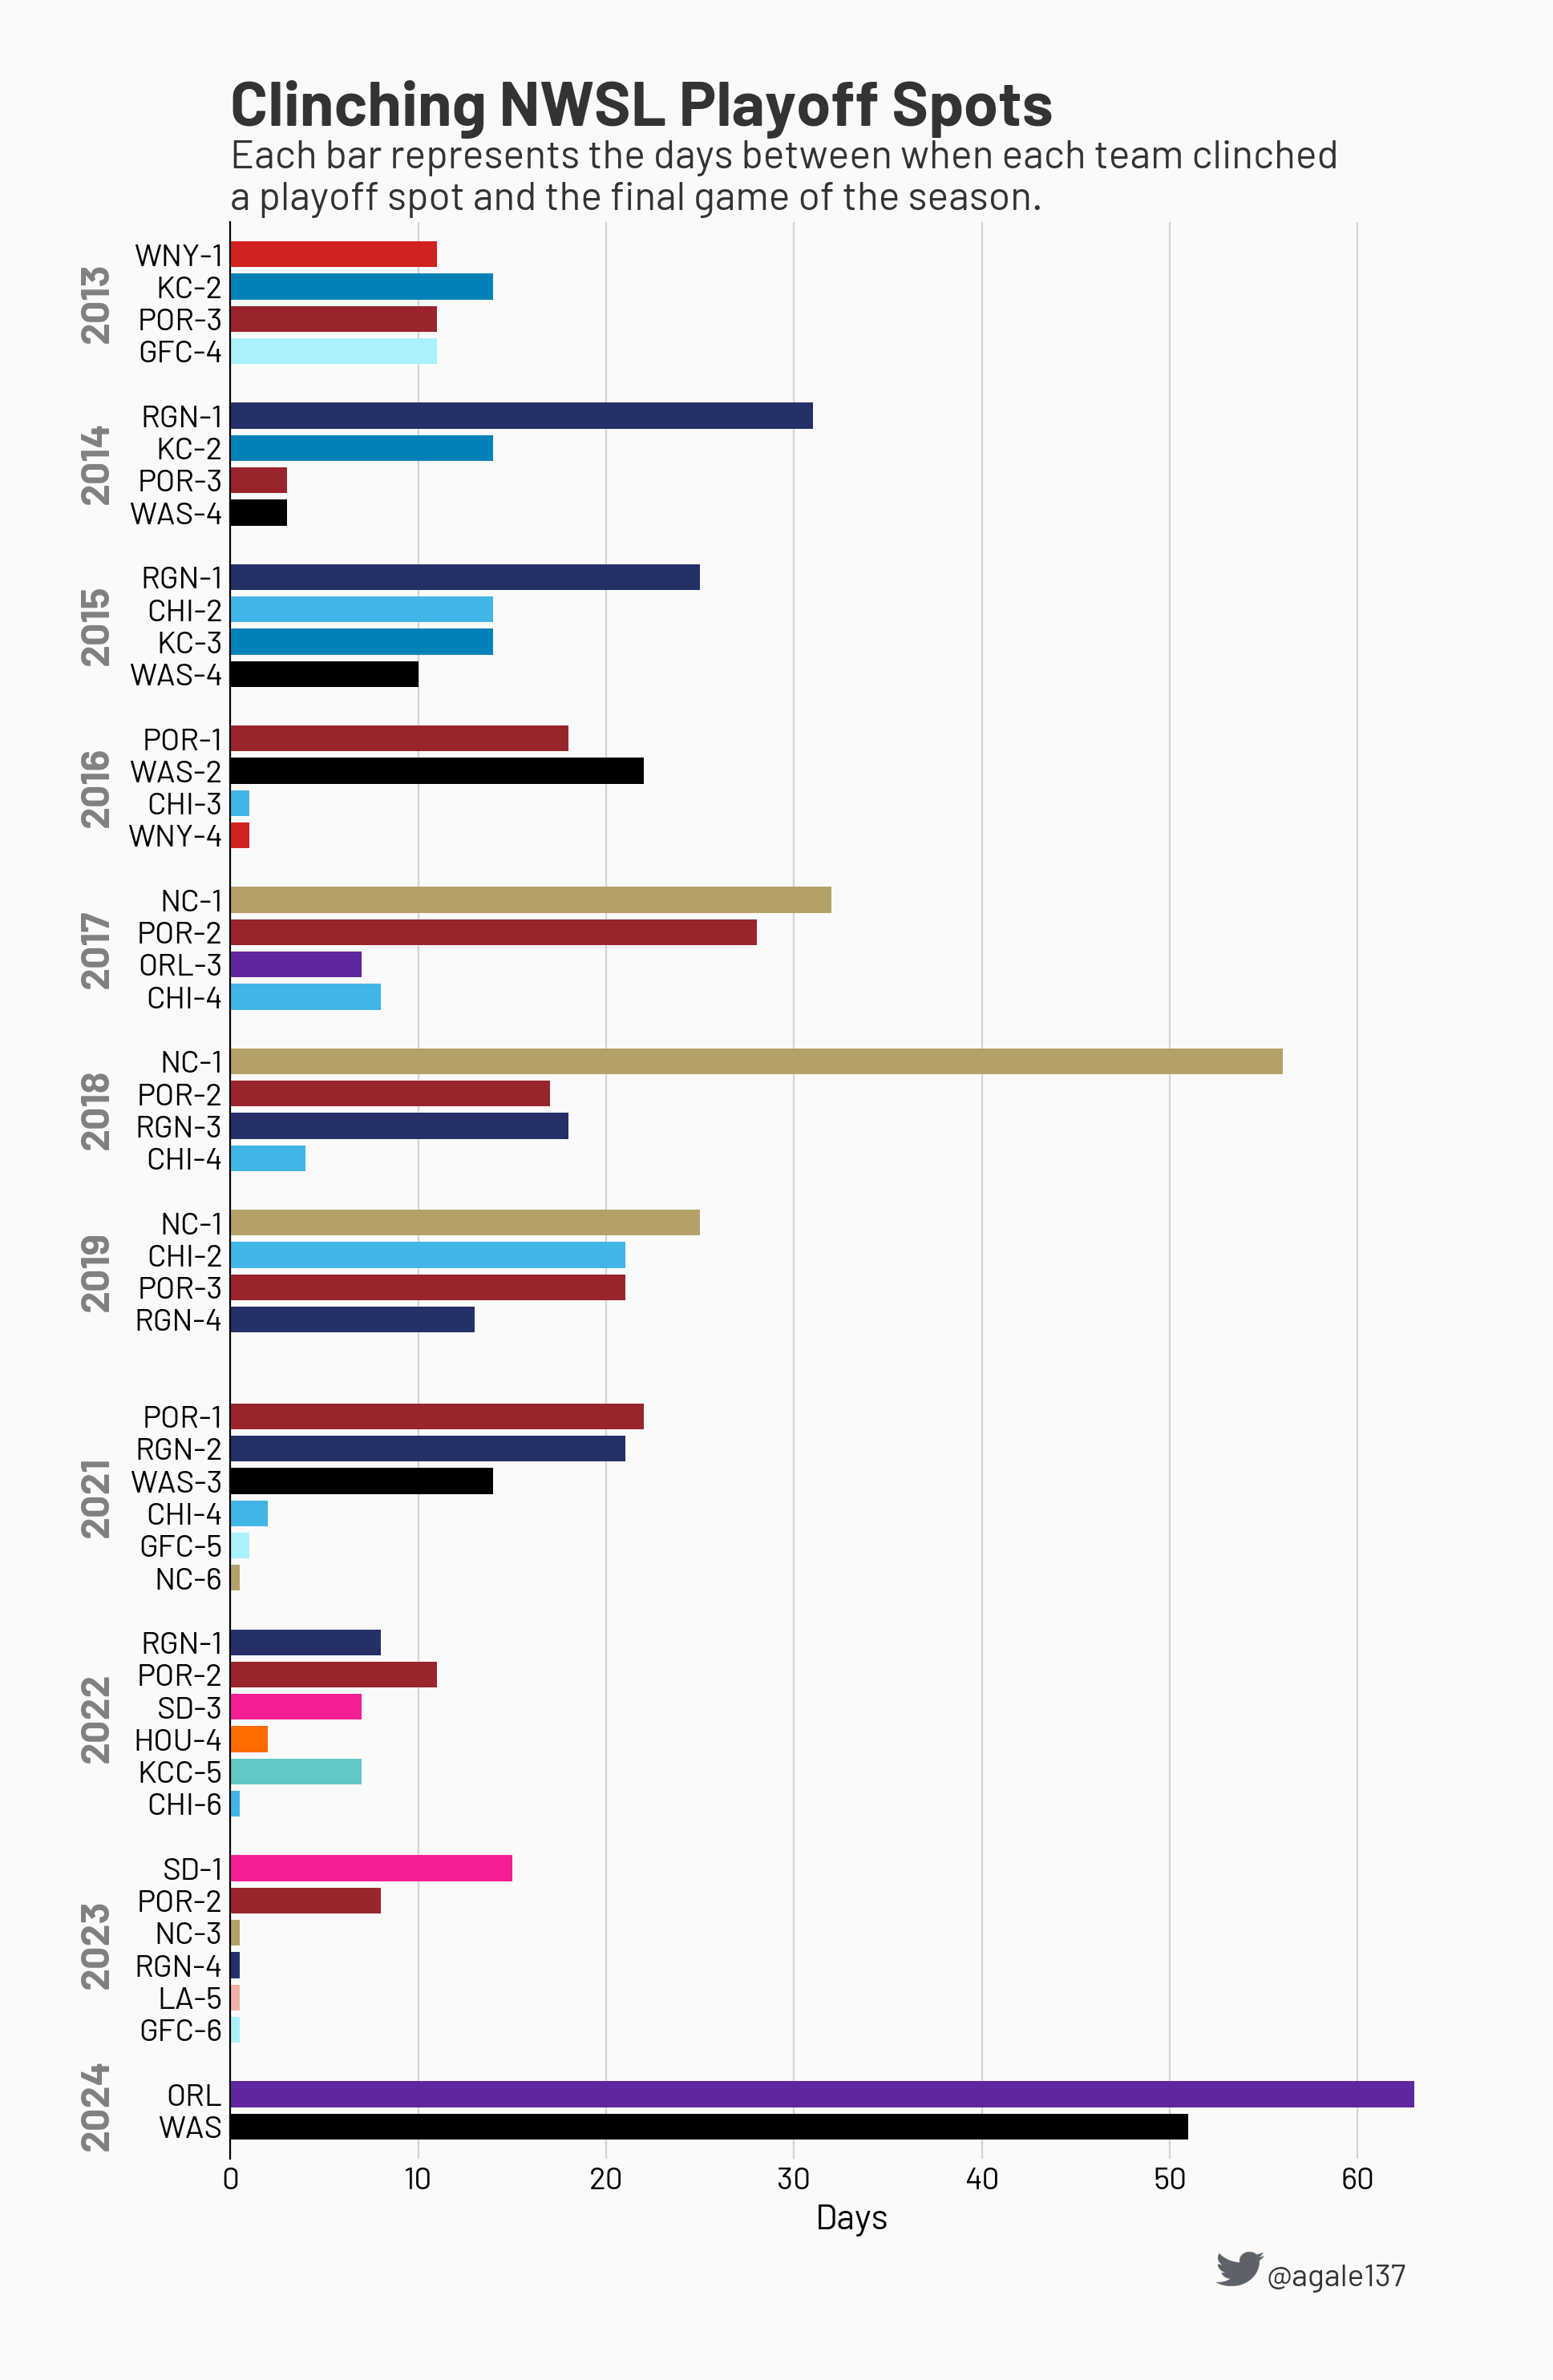 Clinching NWSL Playoff Spots
Each bar represents the days between when each team clinched
a playoff spot and the final game of the season.
2013
WNY-1
KC-2
POR-3
GFC-4
2014
RGN-1
KC-2
POR-3
WAS-4
2015
RGN-1
CHI-2
KC-3
WAS-4
2016
POR-1
WAS-2
CHI-3
WNY-4
2017
NC-1
POR-2
ORL-3
CHI-4
2018
NC-1
POR-2
RGN-3
CHI-4
2019
NC-1
CHI-2
POR-3
RGN-4
2021
POR-1
RGN-2
WAS-3
CHI-4
GFC-5
NC-6
2022
RGN-1
POR-2
SD-3
HOU-4
KCC-5
CHI-6
2023
SD-1
POR-2
NC-3
RGN-4
LA-5
GFC-6
2024
ORL
WAS
0 10 20 30 40 50 60
Days
@agale137